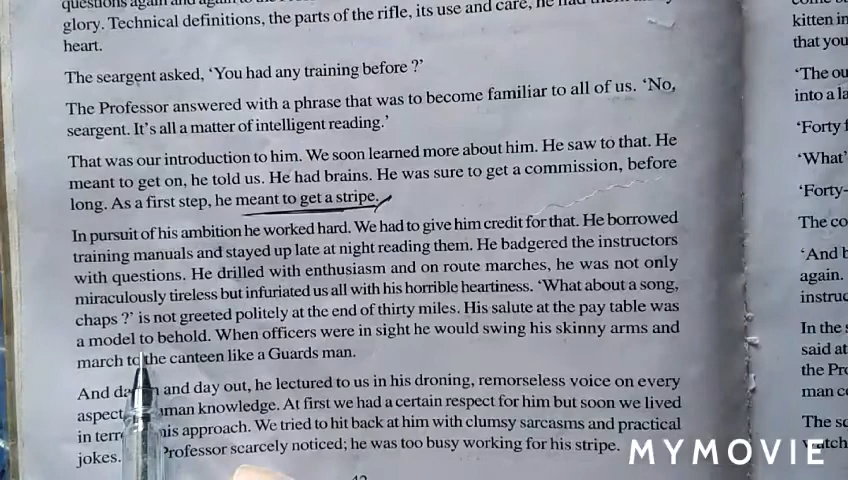 questions again and again
glory. Technical definitions, the parts of the rifle, its use and care, he had
heart.
The seargent asked, 'You had any training before ?'
The Professor answered with a phrase that was to become familiar to all of us. 'No,
seargent. It's all a matter of intelligent reading.'
That was our introduction to him. We soon learned more about him. He saw to that. He
meant to get on, he told us. He had brains. He was sure to get a commission, before
long. As a first step, he meant to get a stripe.
In pursuit of his ambition he worked hard. We had to give him credit for that. He borrowed
training manuals and stayed up late at night reading them. He badgered the instructors
with questions. He drilled with enthusiasm and on route marches, he was not only
miraculously tireless but infuriated us all with his horrible heartiness. 'What about a song,
chaps ?' is not greeted politely at the end of thirty miles. His salute at the pay table was
a model to behold. When officers were in sight he would swing his skinny arms and
march to the canteen like a Guards man.
And and day out, he lectured to us in his droning, remorseless voice on every
aspect knowledge. At first we had a certain respect for him but soon we lived
in his approach. We tried to hit back at him with clumsy sarcasms and practical
jokes. Professor scarcely noticed; he was too busy working for his stripe.
kitten in
that you
'The ou
into a la
'Forty
'What'
'Forty-
The co
'And b
again.
instruc
In the s
said at
the Pro
man c
The sc
MYMOVIE